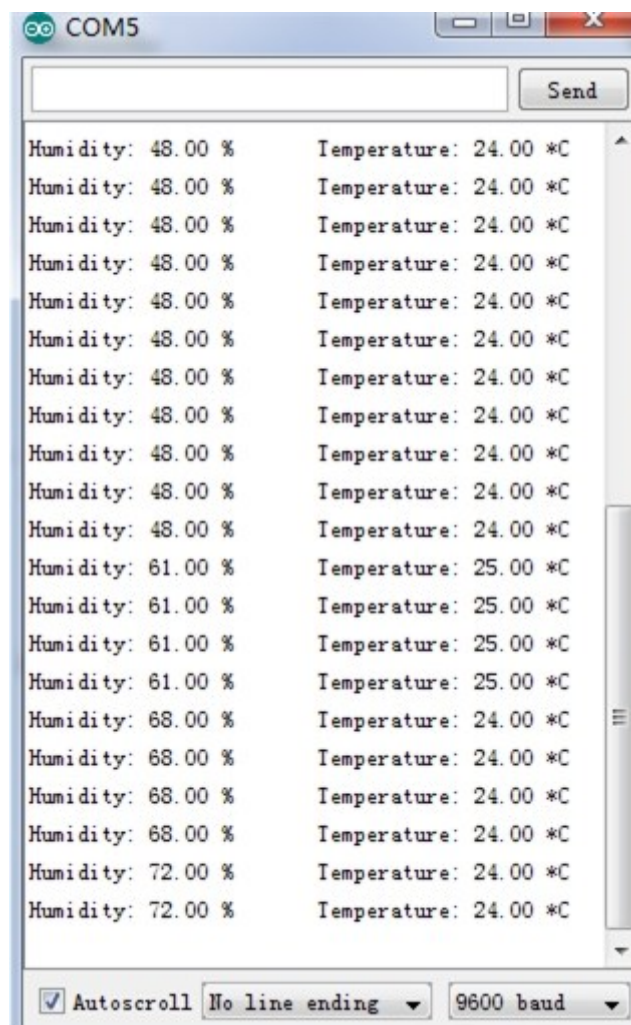 COM5
Send
Humidity: 48.00 % Temperature: 24.00 *C
Humidity: 48.00 % Temperature: 24.00 *C
Humidity: 48.00 % Temperature: 24.00 *C
Humidity: 48.00 % Temperature: 24.00 *C
Humidity: 48.00 % Temperature: 24.00 *C
Humidity: 48.00 % Temperature: 24.00 *C
Humidity: 48.00 % Temperature: 24.00 *C
Humidity: 48.00 % Temperature: 24.00 *C
Humidity: 48.00 % Temperature: 24.00 *C
Humidity: 48.00 % Temperature: 24.00 *C
Humidity: 48.00 % Temperature: 24.00 *C
Humidity: 61.00 % Temperature: 25.00 *C
Humidity: 61.00 % Temperature: 25.00 *C
Humidity: 61.00 % Temperature: 25.00 *C
Humidity: 61.00 % Temperature: 25.00 *C
Humidity: 68.00 % Temperature: 24.00 *C
Humidity: 68.00 % Temperature: 24.00 *C
Humidity: 68.00 % Temperature: 24.00 *C
Humidity: 68.00 % Temperature: 24.00 *C
Humidity: 72.00 % Temperature: 24.00 *C
Humidity: 72.00 % Temperature: 24.00 *C
Autoscroll No line ending 9600 baud